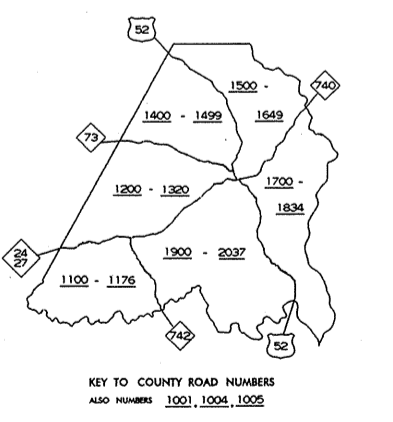 52
1500 -
1649
740
1400 - 1499
73
1700 -
1834
1200 - 1320
24
27
1900 - 2037
1100 - 1176
742
52
KEY TO COUNTY ROAD NUMBERS
ALSO NUMBERS 1001, 1004, 1005